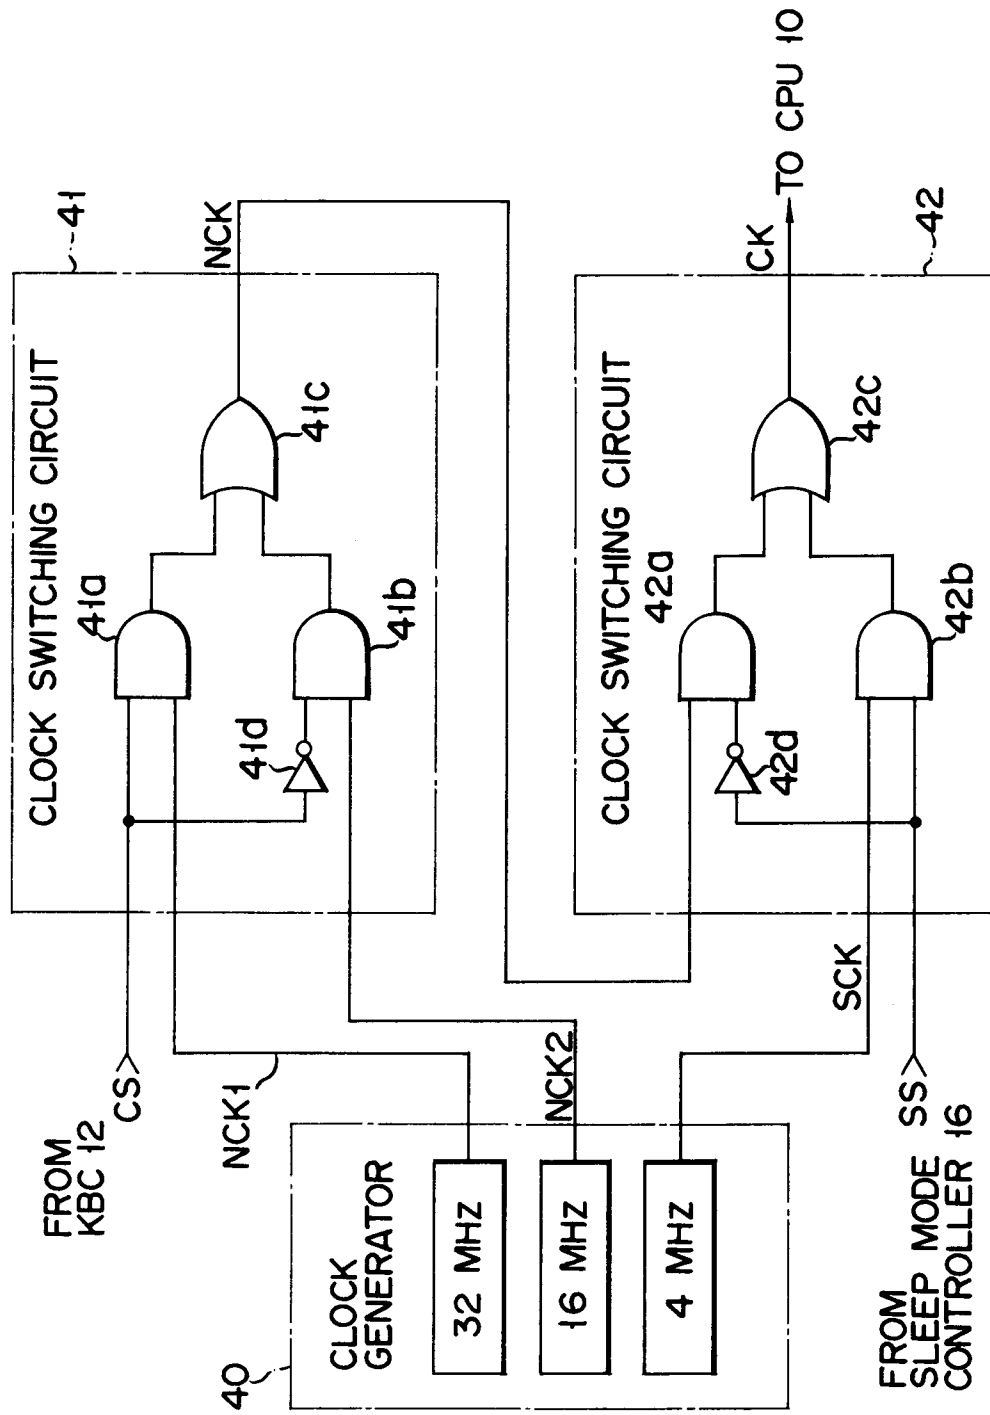 FROM
KBC 12
CS
NCK1
40
CLOCK
GENERATOR
32 MHZ
16 MHZ
4 MHZ
NCK2
SCK
FROM
SLEEP MODE
CONTROLLER 16
SS
CLOCK SWITCHING CIRCUIT
41
41a
41b
41c
41d
NCK
CLOCK SWITCHING CIRCUIT
42
42a
42b
42c
42d
CK
TO CPU 10